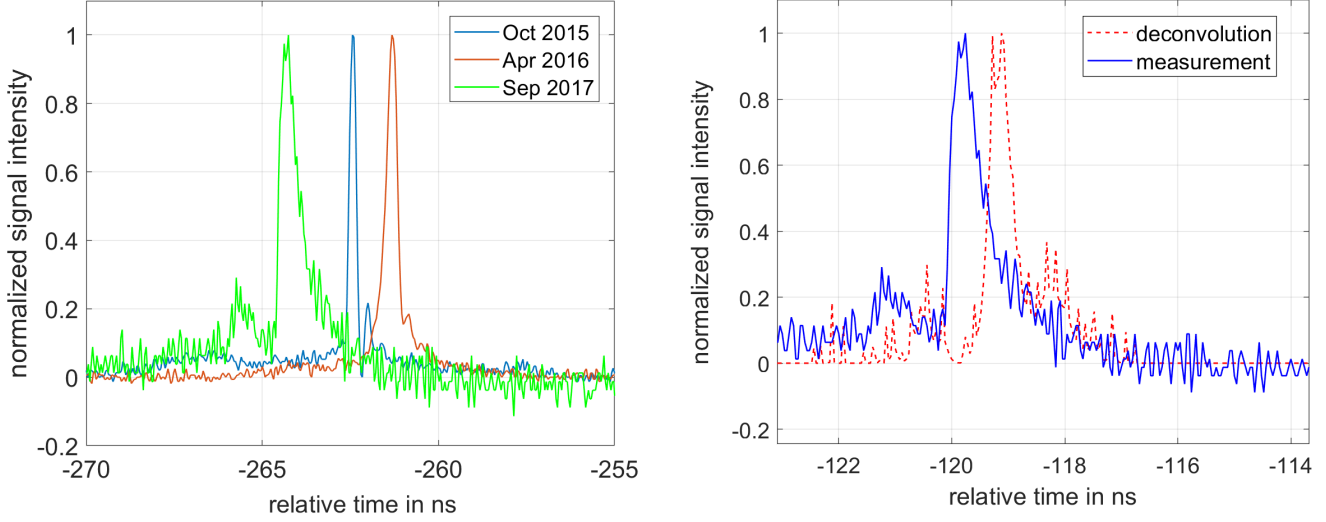 normalized signal intensity
1
0.8
0.6
0.4
0.2
0
-0.2
-270
-265
-260
-255
relative time in ns
Oct 2015
Apr 2016
Sep 2017
normalized signal intensity
1
0.8
0.6
0.4
0.2
0
-0.2
-122
-120
-118
-116
-114
relative time in ns
deconvolution
measurement